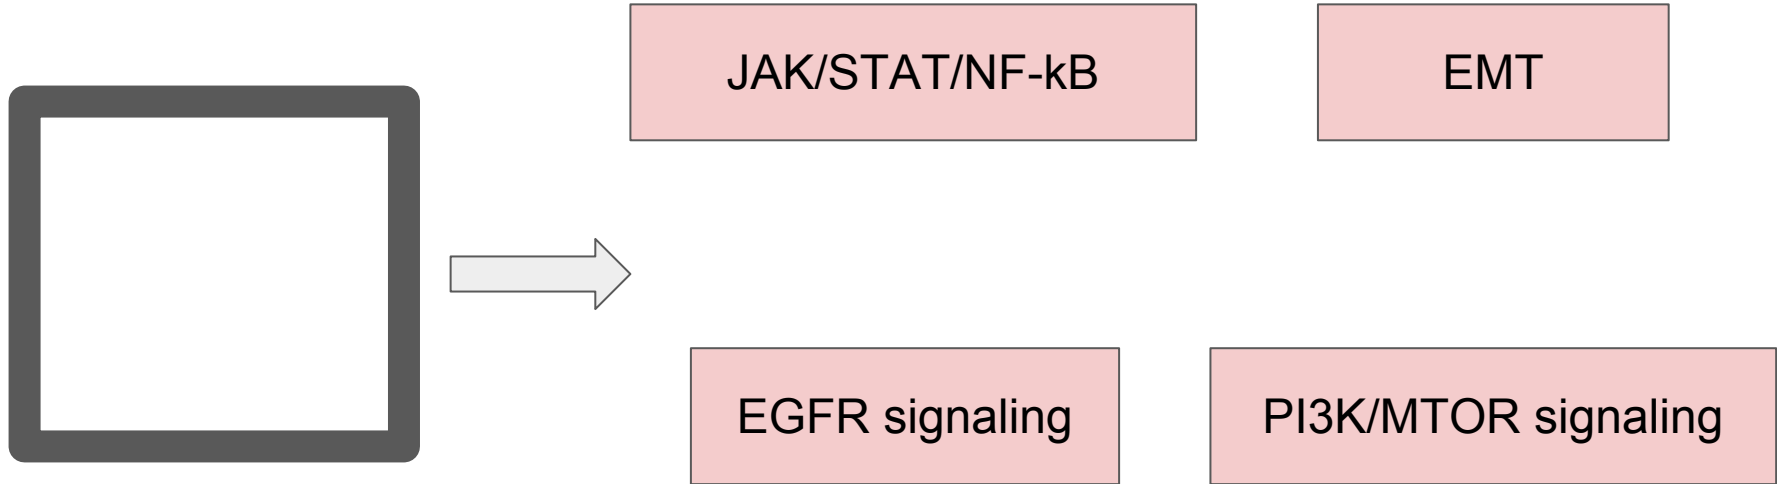 JAK/STAT/NF-kB
EMT
EGFR signaling
PI3K/MTOR signaling